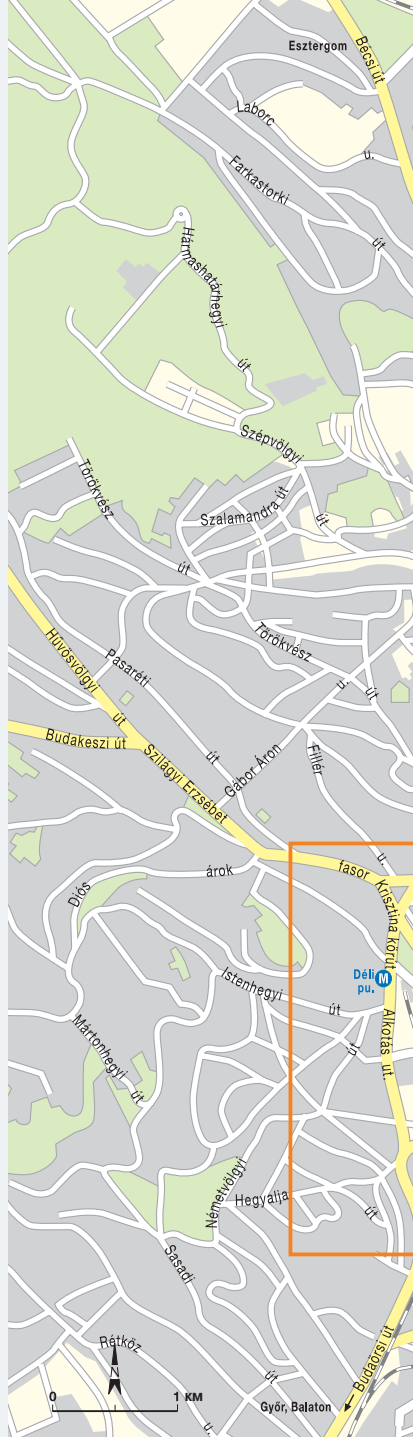 Esztergom
Bécsi út
Laborc
u.
Farkastorki
út
Hármashatárhegyi
út
Szépvölgyi
út
Törökvész
út
Szalamandra út
Törökvész
út
Hüvösvölgyi
út
Pasaréti
út
u.
Budakeszi út
Szilágyi Erzsébet
Gábor Áron
Fillér
u.
fasor
árok
Diós
Krisztina körút
Istenhegyi
út
Déli
pu.
M
Alkotás ut.
út
Mártonhegyi
út
Németvölgyi
Hegyalja
út
Sasadi
út
Rétköz
u.
N
0
1 KM
Budaörsi út
Győr, Balaton